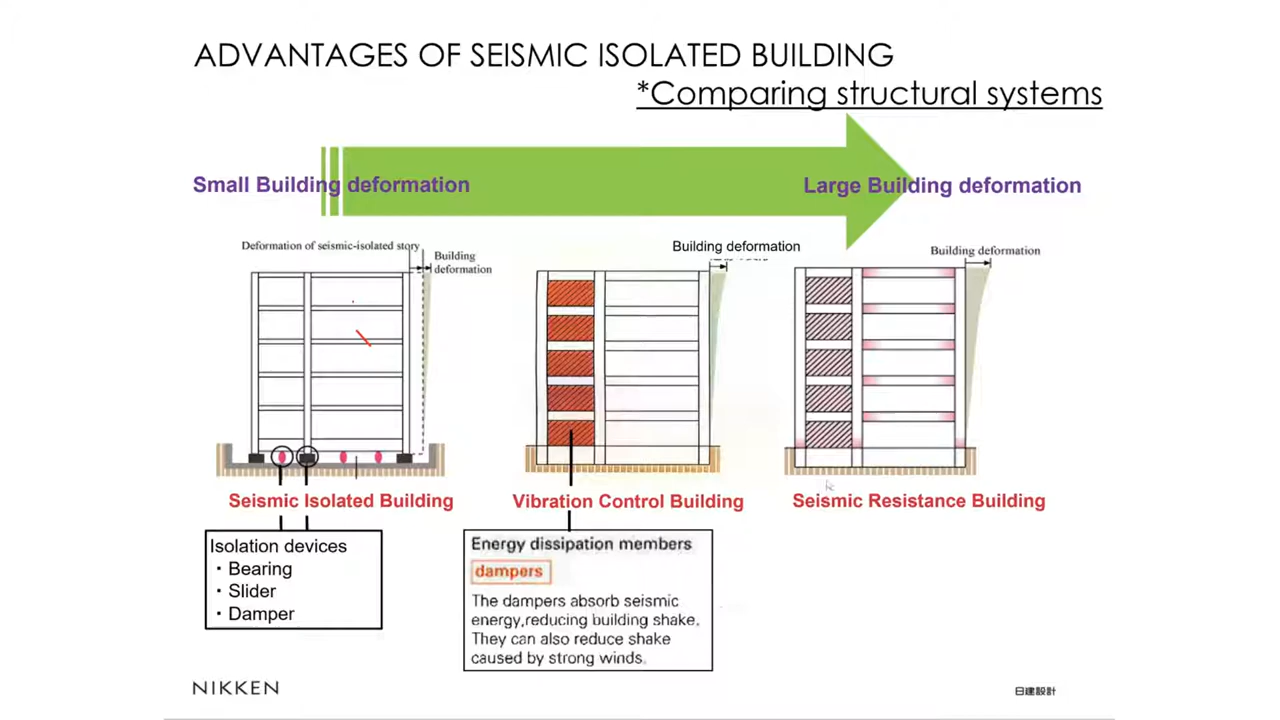 ADVANTAGES OF SEISMIC ISOLATED BUILDING
*Comparing structural systems
Small Building deformation
Large Building deformation
Deformation of seismic-isolated story
Building
deformation
Building deformation
Building deformation
Seismic Isolated Building
Vibration Control Building
Seismic Resistance Building
Isolation devices
・Bearing
・Slider
・Damper
Energy dissipation members
dampers
The dampers absorb seismic
energy,reducing building shake.
They can also reduce shake
caused by strong winds.
NIKKEN
日建設計